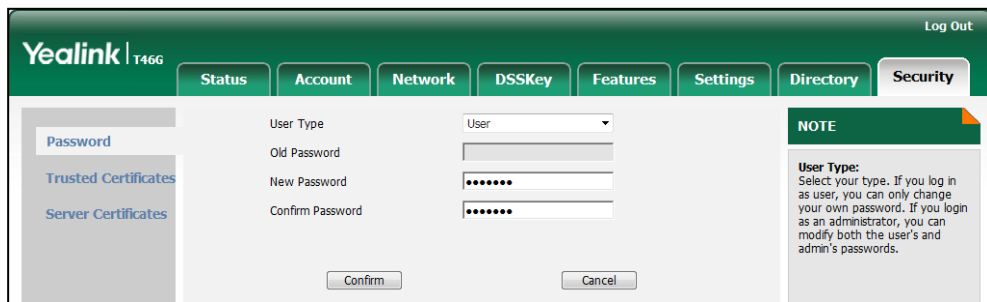 Log Out
Yealink | T46G
Status Account Network DSSKey Features Settings Directory Security
Password
Trusted Certificates
Server Certificates
User Type User
Old Password
New Password •••••••
Confirm Password •••••••
Confirm Cancel
NOTE
User Type:
Select your type. If you log in
as user, you can only change
your own password. If you login
as an administrator, you can
modify both the user's and
admin's passwords.